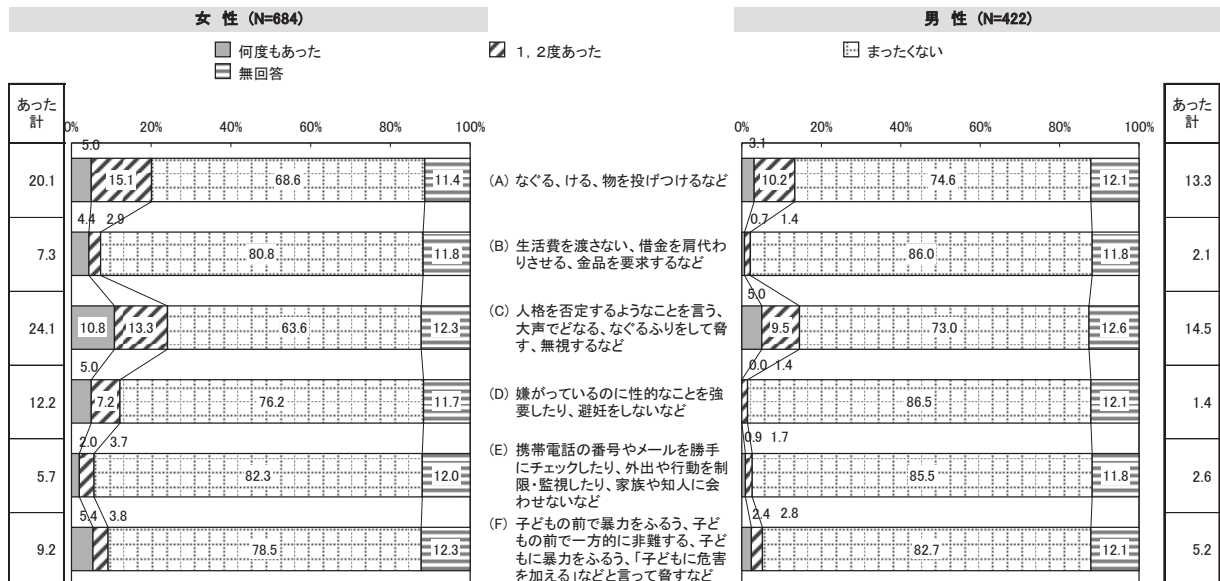 女 性 (N=684)
男 性 (N=422)
何度もあった
1，2度あった
まったくない
無回答
あった
計
0% 20% 40% 60% 80% 100%
0% 20% 40% 60% 80% 100%
あった
計
20.1
5.0
15.1
68.6
11.4
(A) なぐる、ける、物を投げつけるなど
3.1
10.2
74.6
12.1
13.3
7.3
4.4 2.9
80.8
11.8
(B) 生活費を渡さない、借金を肩代わ
りさせる、金品を要求するなど
0.7 1.4
86.0
11.8
2.1
24.1
10.8
13.3
63.6
12.3
(C) 人格を否定するようなことを言う、
大声でどなる、なぐるふりをして脅
す、無視するなど
5.0
9.5
73.0
12.6
14.5
12.2
5.0
7.2
76.2
11.7
(D) 嫌がっているのに性的なことを強
要したり、避妊をしないなど
0.0 1.4
86.5
12.1
1.4
5.7
2.0 3.7
82.3
12.0
(E) 携帯電話の番号やメールを勝手
にチェックしたり、外出や行動を制
限・監視したり、家族や知人に会
わせないなど
0.9 1.7
85.5
11.8
2.6
9.2
5.4 3.8
78.5
12.3
(F) 子どもの前で暴力をふるう、子ど
もの前で一方的に非難する、子ど
もに暴力をふるう、「子どもに危害
を加える」などと言って脅すなど
2.4 2.8
82.7
12.1
5.2